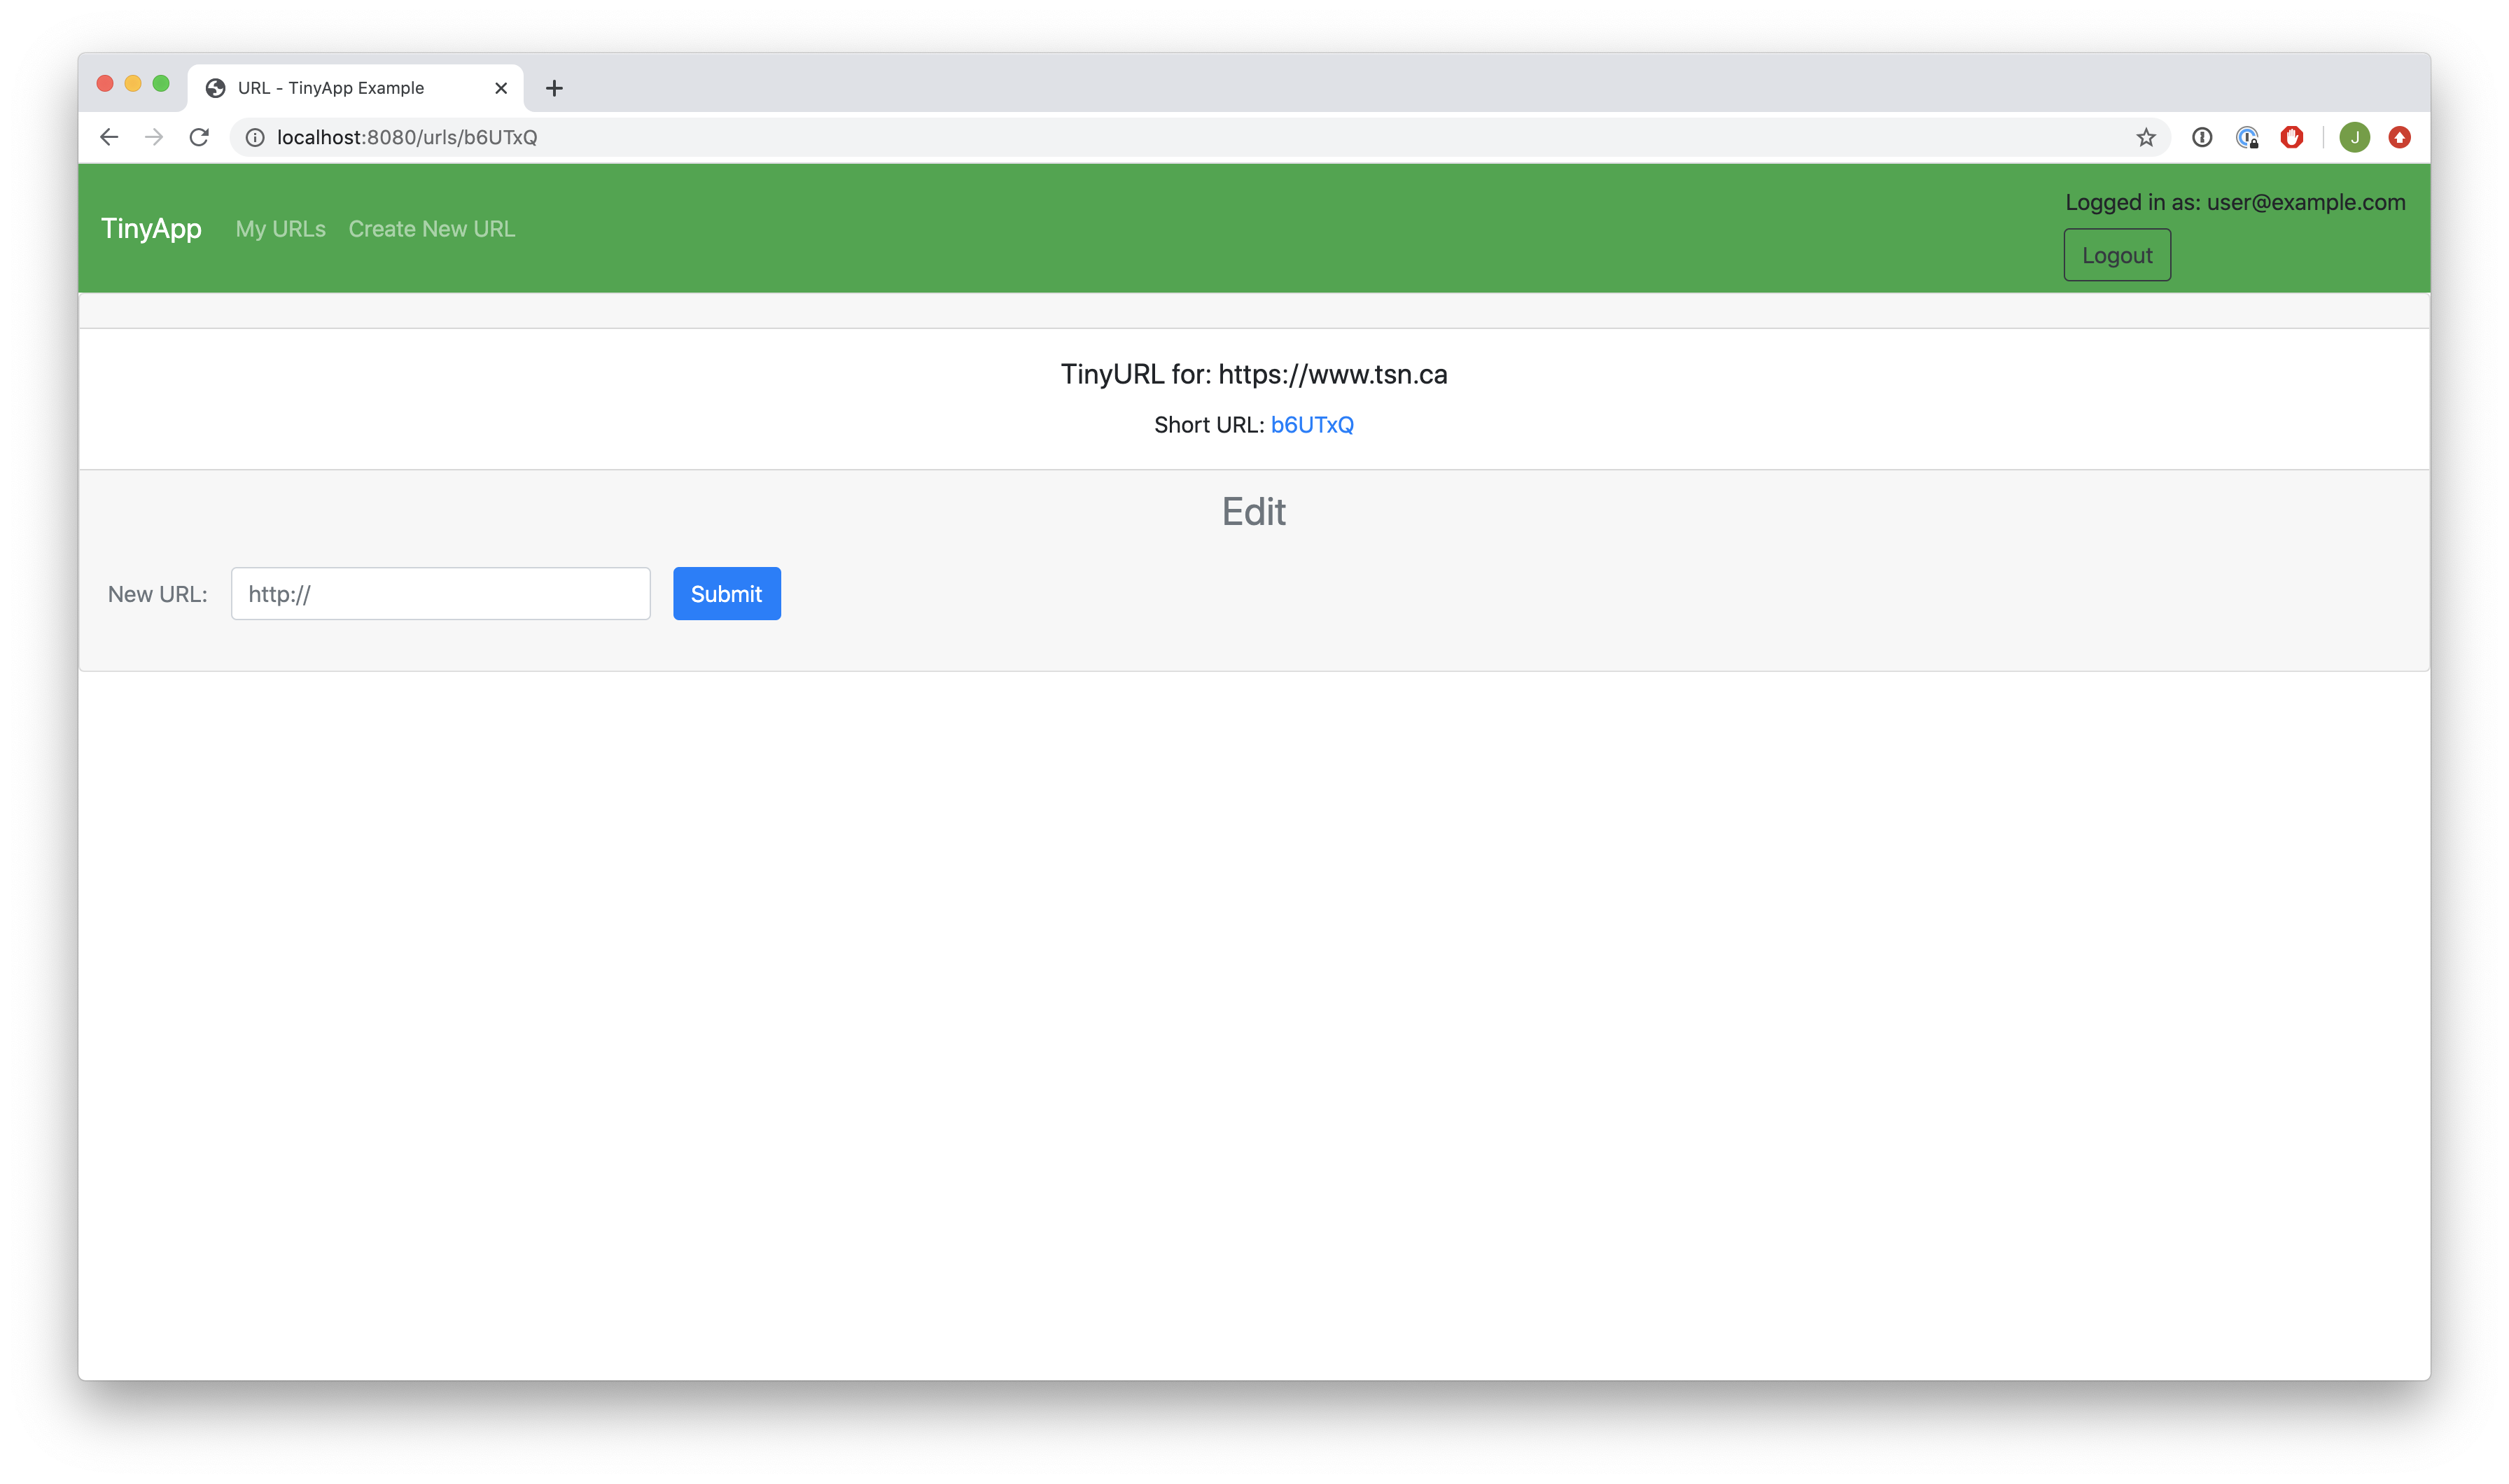 URL - TinyApp Example
localhost:8080/urls/b6UTxQ
J
TinyApp
My URLs
Create New URL
Logged in as: user@example.com
Logout
TinyURL for: https://www.tsn.ca
Short URL: b6UTxQ
Edit
New URL:
http://
Submit